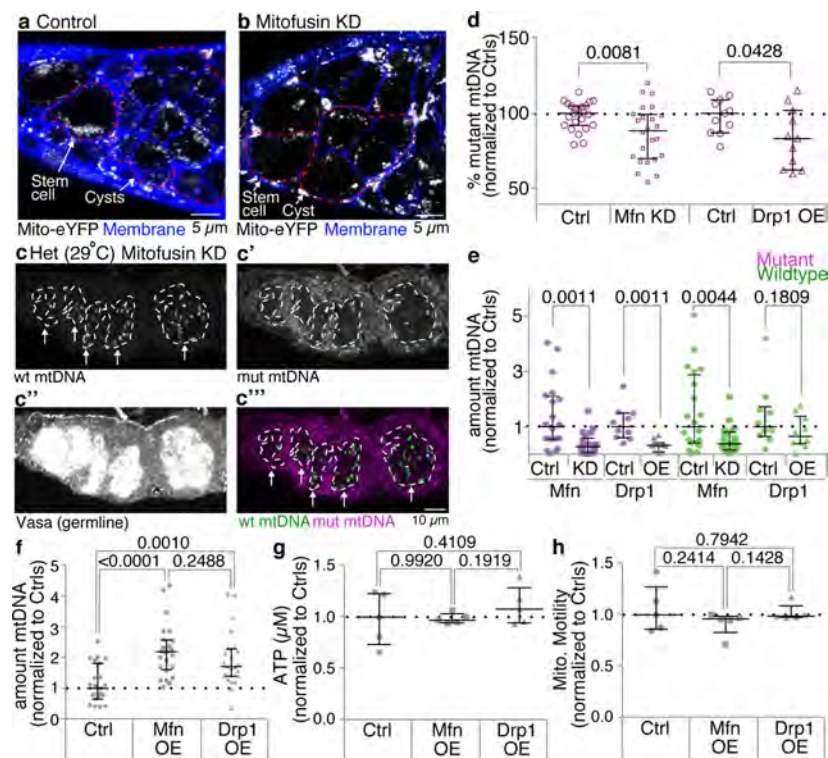 a Control
b Mitofusin KD
Stem cell
Cysts
Mito-eYFP Membrane 5 µm
Stem cell
Cyst
Mito-eYFP Membrane 5 µm
c Het (29°C) Mitofusin KD
c'
wt mtDNA
mut mtDNA
c''
c'''
Vasa (germline)
wt mtDNA mut mtDNA
10 µm
d
% mutant mtDNA
(normalized to Ctrls)
150
100
50
0.0081
0.0428
Ctrl Mfn KD Ctrl Drp1 OE
e
Mutant
Wildtype
amount mtDNA
(normalized to Ctrls)
5
3
1
0.0011 0.0011 0.0044 0.1809
Ctrl KD Ctrl OE Ctrl KD Ctrl OE
Mfn Drp1 Mfn Drp1
f
amount mtDNA
(normalized to Ctrls)
5
4
3
2
1
0
0.0010
<0.0001 0.2488
Ctrl Mfn OE Drp1 OE
g
ATP (µM)
(normalized to Ctrls)
1.5
1.0
0.5
0.0
0.4109
0.9920 0.1919
Ctrl Mfn OE Drp1 OE
h
Mito. Motility
(normalized to Ctrls)
1.5
1.0
0.5
0.0
0.7942
0.2414 0.1428
Ctrl Mfn OE Drp1 OE